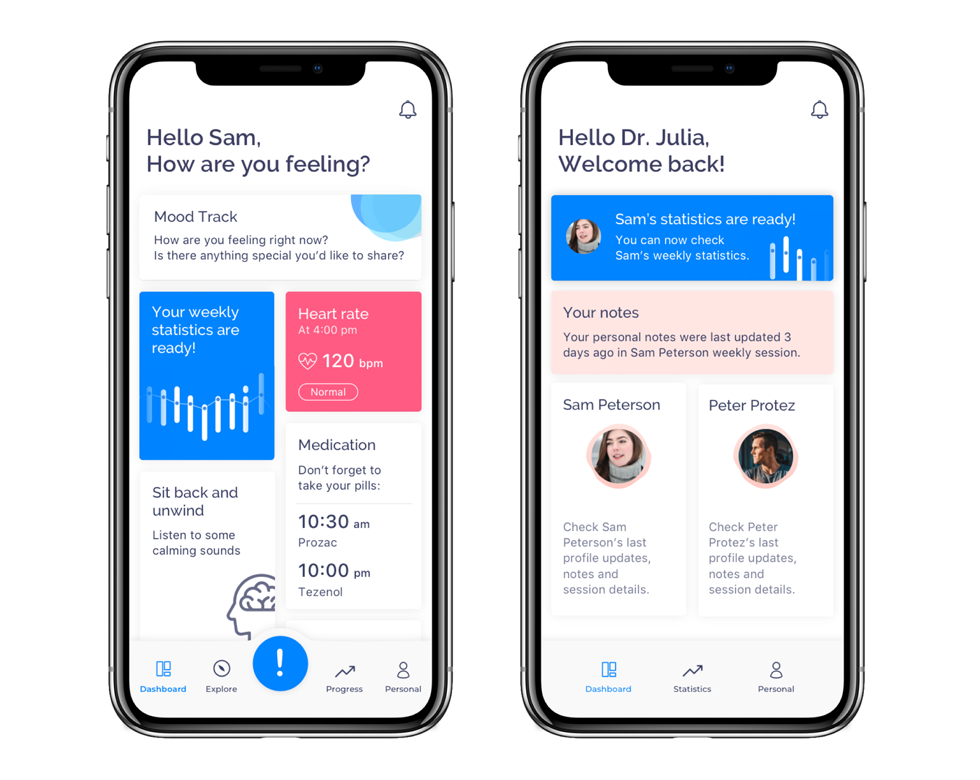 Hello Sam,
How are you feeling?
Mood Track
How are you feeling right now?
Is there anything special you'd like to share?
Your weekly
statistics are
ready!
Heart rate
At 4:00 pm
120 bpm
Normal
Medication
Don't forget to
take your pills:
10:30 am
Prozac
10:00 pm
Tezenol
Sit back and
unwind
Listen to some
calming sounds
!
Dashboard
Explore
Progress
Personal
Hello Dr. Julia,
Welcome back!
Sam's statistics are ready!
You can now check
Sam's weekly statistics.
Your notes
Your personal notes were last updated 3
days ago in Sam Peterson weekly session.
Sam Peterson
Check Sam
Peterson's last
profile updates,
notes and
session details.
Peter Protez
Check Peter
Protez's last
profile updates,
notes and
session details.
Dashboard
Statistics
Personal